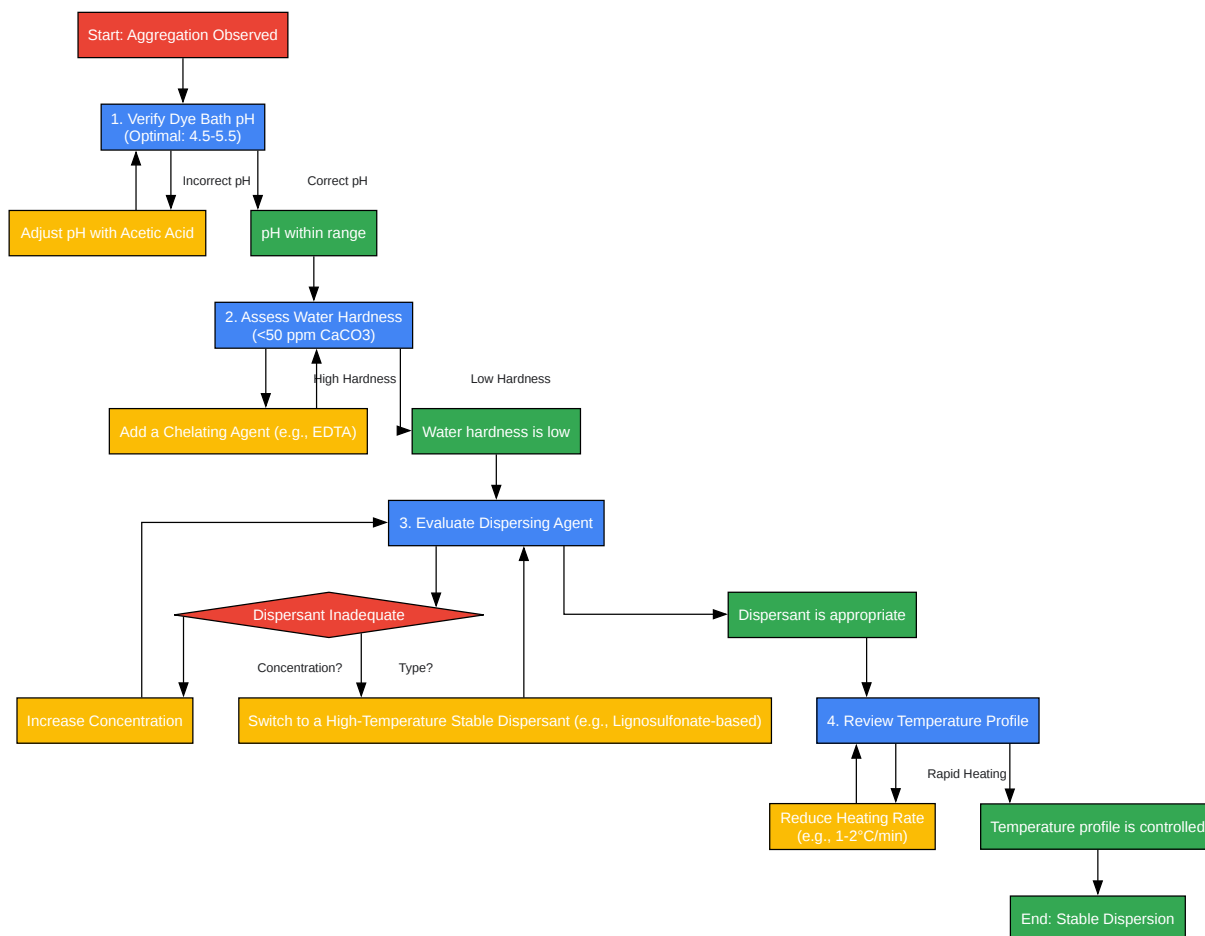 Start: Aggregation Observed
1. Verify Dye Bath pH
(Optimal: 4.5-5.5)
Incorrect pH
Correct pH
Adjust pH with Acetic Acid
pH within range
2. Assess Water Hardness
(<50 ppm CaCO3)
High Hardness
Low Hardness
Add a Chelating Agent (e.g., EDTA)
Water hardness is low
3. Evaluate Dispersing Agent
Dispersant Inadequate
Dispersant is appropriate
Concentration?
Type?
Increase Concentration
Switch to a High-Temperature Stable Dispersant (e.g., Lignosulfonate-based)
4. Review Temperature Profile
Rapid Heating
Reduce Heating Rate
(e.g., 1-2°C/min)
Temperature profile is controlled
End: Stable Dispersion